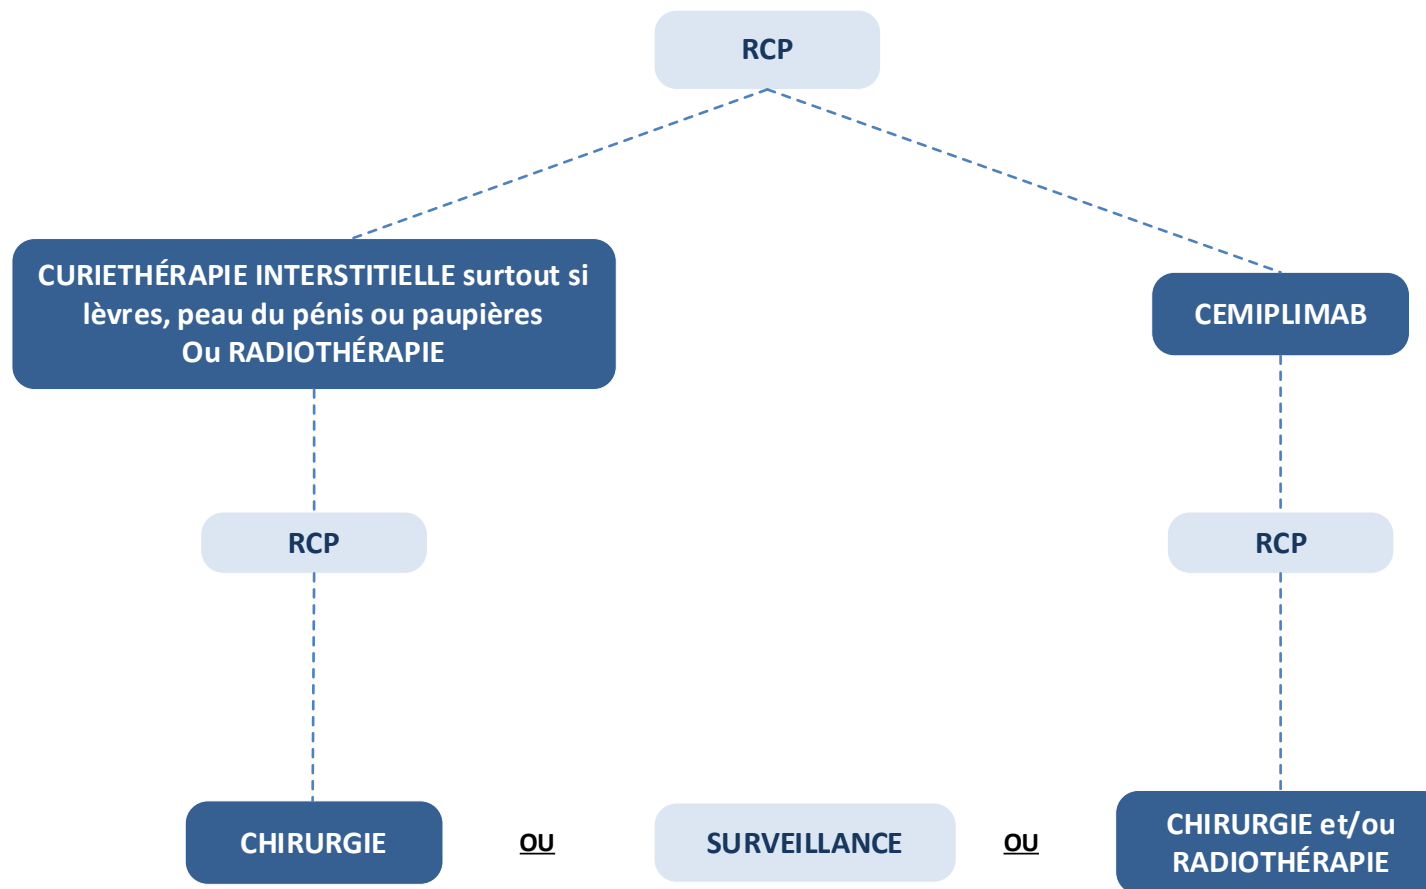 RCP
CURIETHÉRAPIE INTERSTITIELLE surtout si
lèvres, peau du pénis ou paupières
Ou RADIOTHÉRAPIE
CEMIPLIMAB
RCP
RCP
CHIRURGIE
OU
SURVEILLANCE
OU
CHIRURGIE et/ou
RADIOTHÉRAPIE